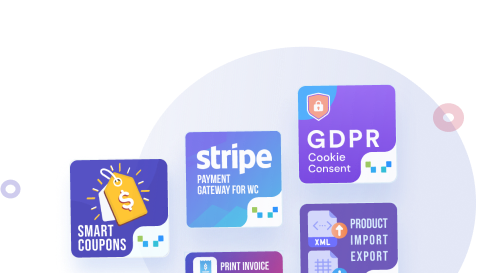 GDPR
Cookie
Consent
stripe
PAYMENT
GATEWAY FOR WC
SMART
COUPONS
$
XML
PRODUCT
IMPORT
EXPORT
PRINT INVOICE